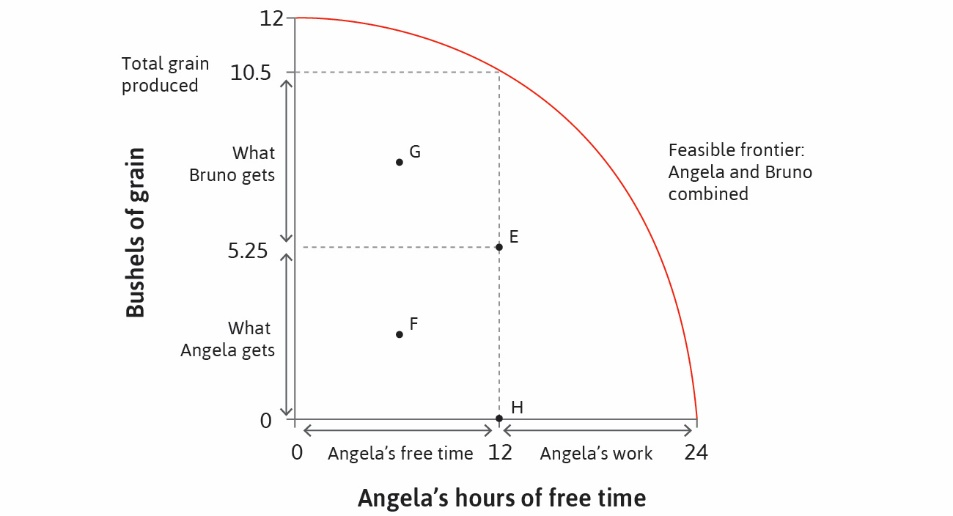 12
Total grain
produced
10.5
What
Bruno gets
G
Feasible frontier:
Angela and Bruno
combined
Bushels of grain
5.25
E
What
Angela gets
F
H
0
0
Angela's free time
12
Angela's work
24
Angela's hours of free time